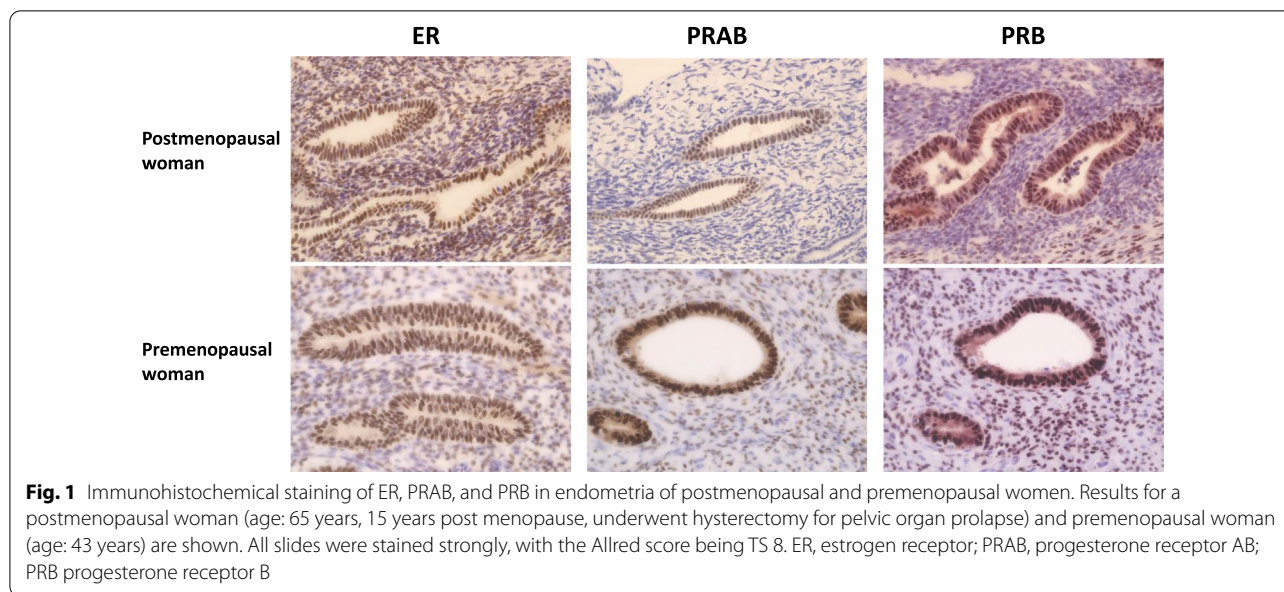 ER PRAB PRB
Postmenopausal
woman
Premenopausal
woman
Fig. 1 Immunohistochemical staining of ER, PRAB, and PRB in endometria of postmenopausal and premenopausal women. Results for a
postmenopausal woman (age: 65 years, 15 years post menopause, underwent hysterectomy for pelvic organ prolapse) and premenopausal woman
(age: 43 years) are shown. All slides were stained strongly, with the Allred score being TS 8. ER, estrogen receptor; PRAB, progesterone receptor AB;
PRB progesterone receptor B